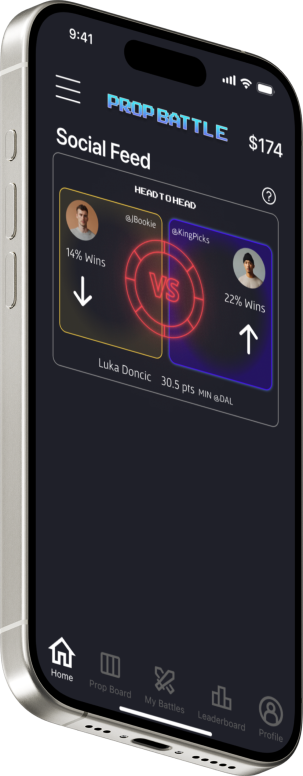 9:41
PROP BATTLE
$174
Social Feed
HEAD TO HEAD
?
@JBookie
@KingPicks
14% Wins
VS
22% Wins
Luka Doncic 30.5 pts MIN @DAL
Home
Prop Board
My Battles
Leaderboard
Profile